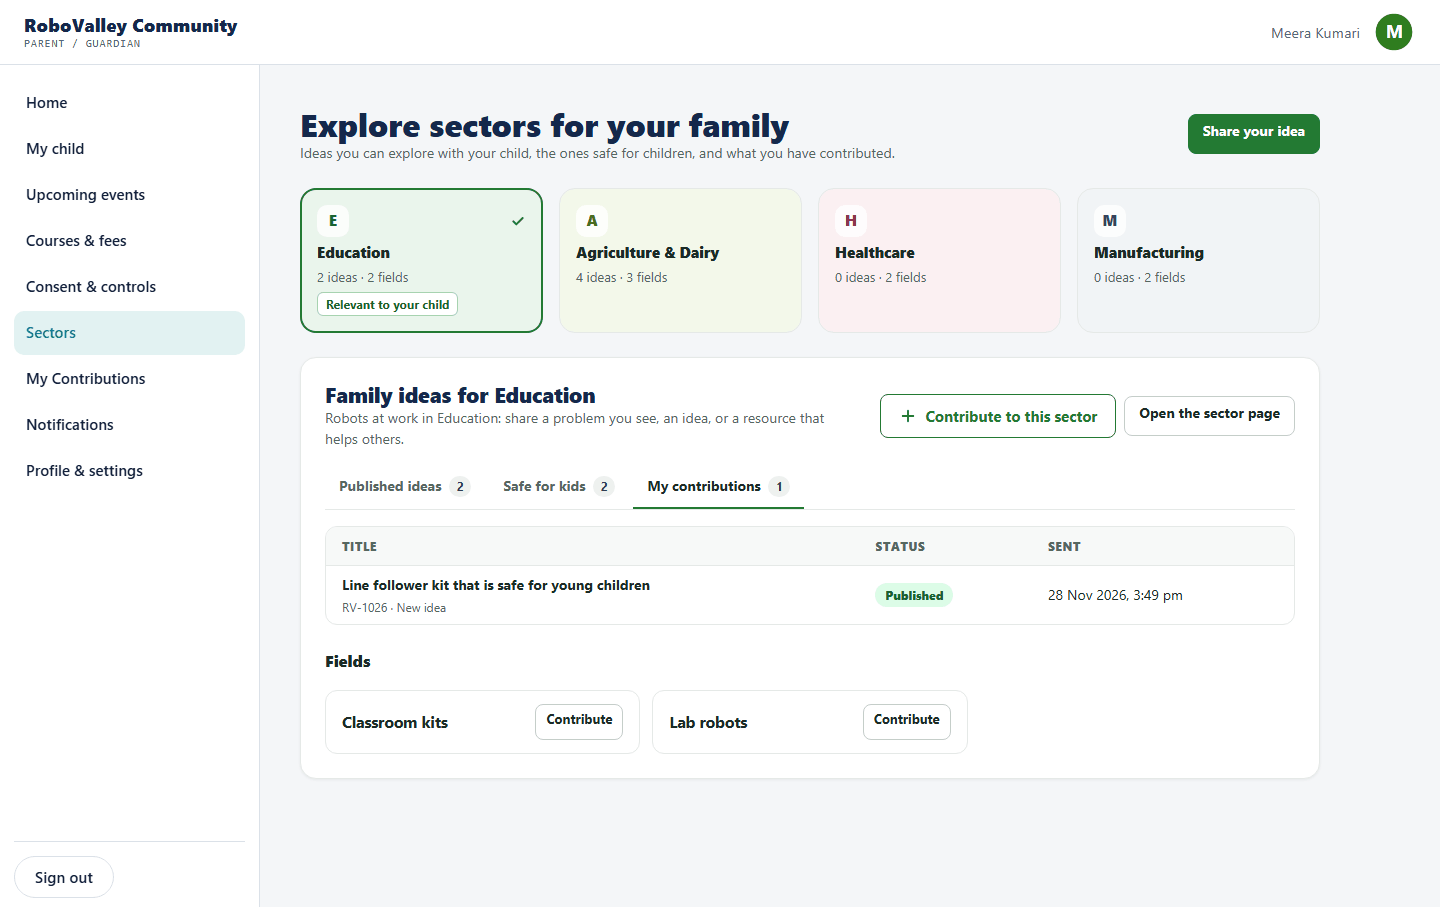 RoboValley Community
PARENT / GUARDIAN
Meera Kumari
M
Home
My child
Upcoming events
Courses & fees
Consent & controls
Sectors
My Contributions
Notifications
Profile & settings
Sign out
Explore sectors for your family
Ideas you can explore with your child, the ones safe for children, and what you have contributed.
Share your idea
E
Education
2 ideas · 2 fields
Relevant to your child
A
Agriculture & Dairy
4 ideas · 3 fields
H
Healthcare
0 ideas · 2 fields
M
Manufacturing
0 ideas · 2 fields
Family ideas for Education
Robots at work in Education: share a problem you see, an idea, or a resource that
helps others.
+ Contribute to this sector
Open the sector page
Published ideas 2
Safe for kids 2
My contributions 1
TITLE STATUS SENT
Line follower kit that is safe for young children
RV-1026 · New idea
Published
28 Nov 2026, 3:49 pm
Fields
Classroom kits
Contribute
Lab robots
Contribute